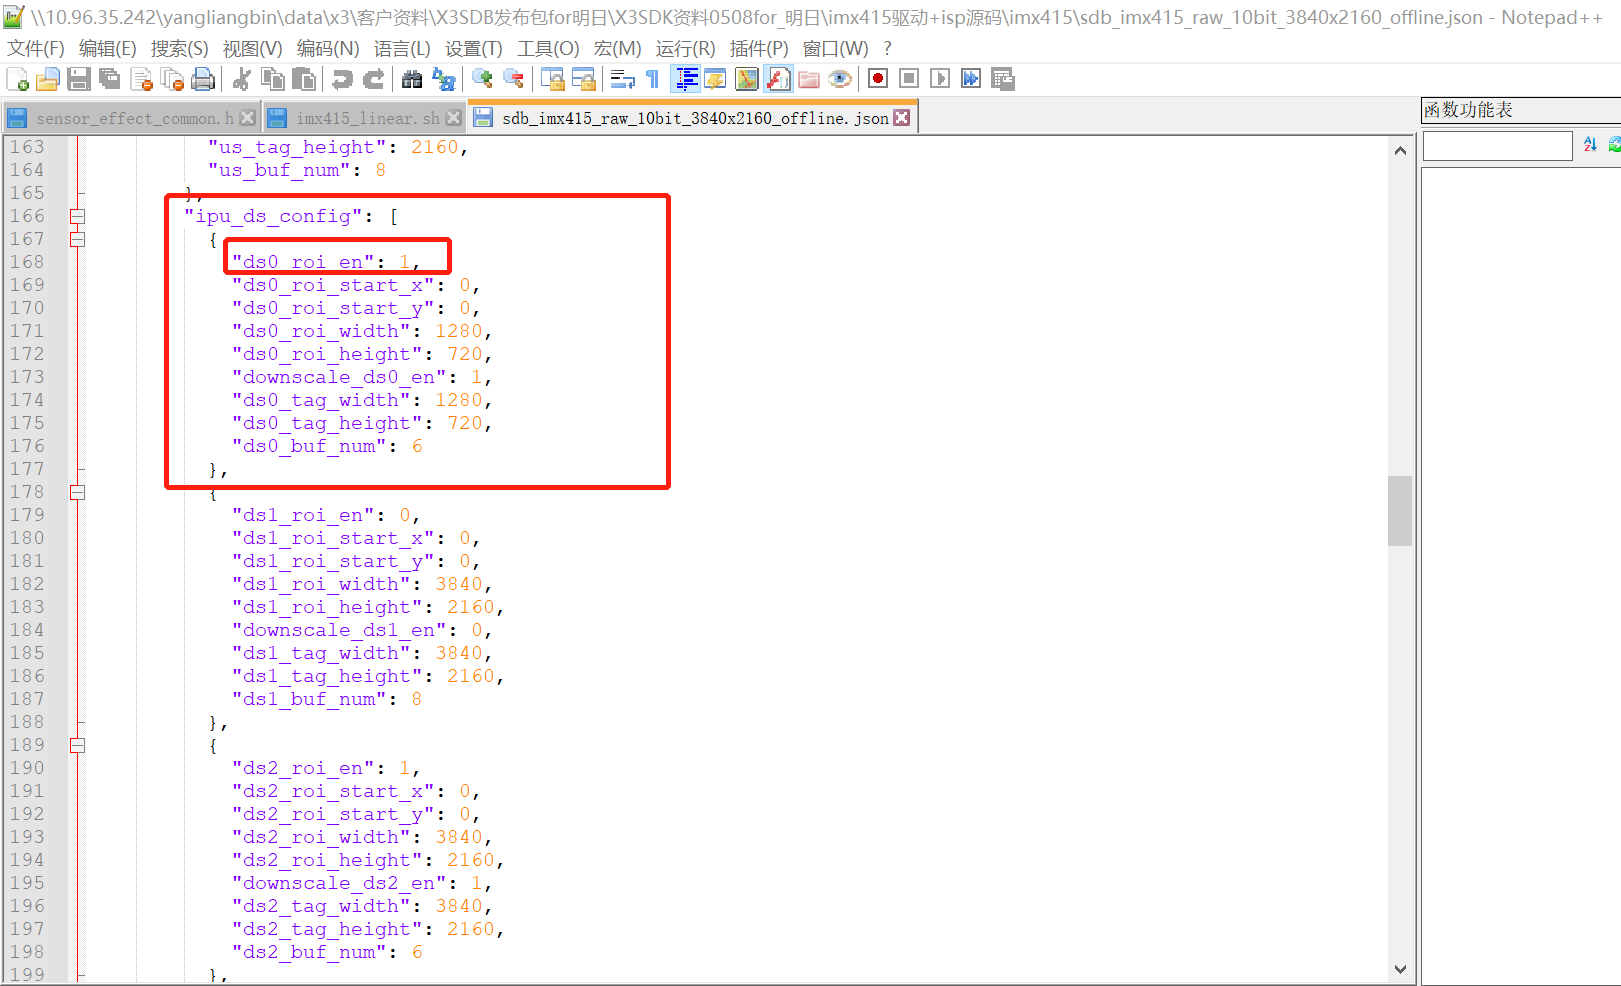 \\10.96.35.242\yangliangbin\data\x3\客户资料\X3SDB发布包for明日\X3SDK资料0508for_明日\imx415驱动+isp源码\imx415\sdb_imx415_raw_10bit_3840x2160_offline.json - Notepad++
文件(F) 编辑(E) 搜索(S) 视图(V) 编码(N) 语言(L) 设置(T) 工具(O) 宏(M) 运行(R) 插件(P) 窗口(W) ?
sensor_effect_common.h imx415_linear.sh sdb_imx415_raw_10bit_3840x2160_offline.json
函数功能表
163 "us_tag_height": 2160,
164 "us_buf_num": 8
165 },
166 "ipu_ds_config": [
167 {
168 "ds0_roi_en": 1,
169 "ds0_roi_start_x": 0,
170 "ds0_roi_start_y": 0,
171 "ds0_roi_width": 1280,
172 "ds0_roi_height": 720,
173 "downscale_ds0_en": 1,
174 "ds0_tag_width": 1280,
175 "ds0_tag_height": 720,
176 "ds0_buf_num": 6
177 },
178 {
179 "ds1_roi_en": 0,
180 "ds1_roi_start_x": 0,
181 "ds1_roi_start_y": 0,
182 "ds1_roi_width": 3840,
183 "ds1_roi_height": 2160,
184 "downscale_ds1_en": 0,
185 "ds1_tag_width": 3840,
186 "ds1_tag_height": 2160,
187 "ds1_buf_num": 8
188 },
189 {
190 "ds2_roi_en": 1,
191 "ds2_roi_start_x": 0,
192 "ds2_roi_start_y": 0,
193 "ds2_roi_width": 3840,
194 "ds2_roi_height": 2160,
195 "downscale_ds2_en": 1,
196 "ds2_tag_width": 3840,
197 "ds2_tag_height": 2160,
198 "ds2_buf_num": 6
199 },